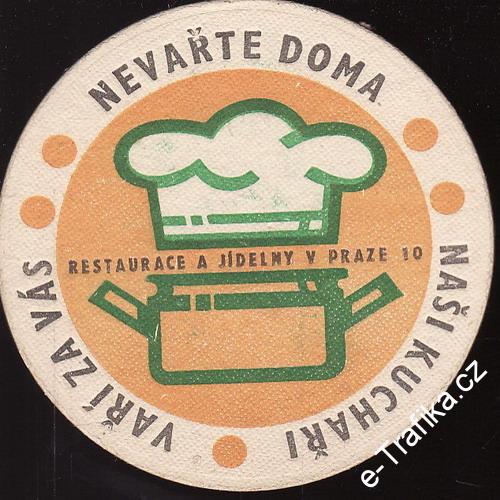 NEVAŘTE DOMA
NAŠI KUCHAŘI
VAŘÍ ZA VÁS
RESTAURACE A JÍDELNY V PRAZE 10
e-Trafika.cz